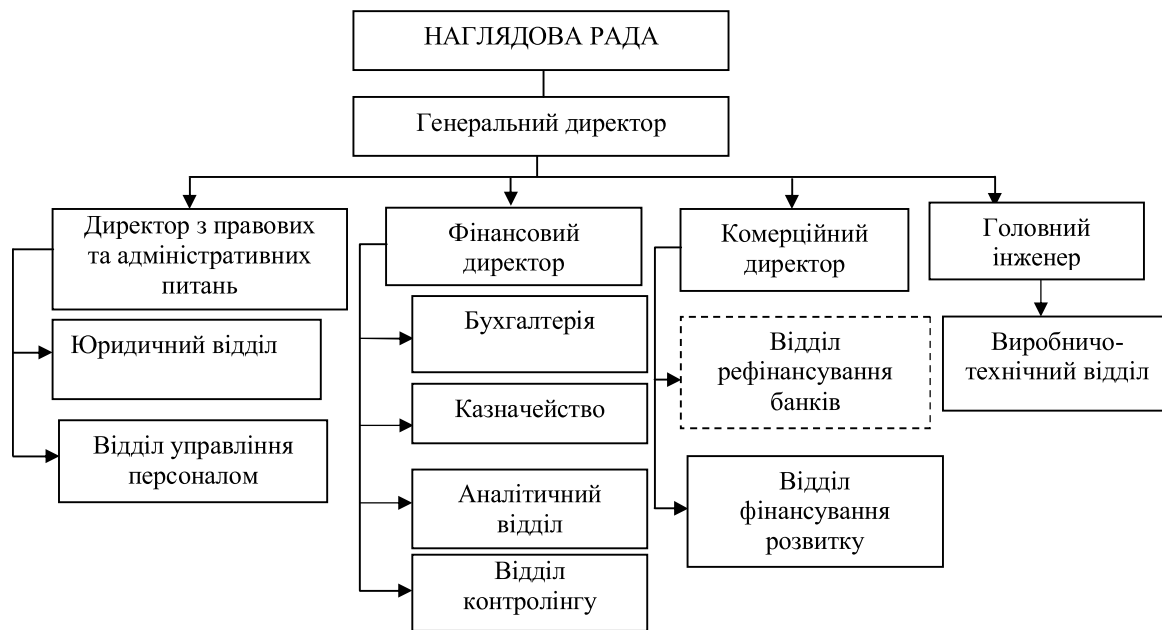 НАГЛЯДОВА РАДА
Генеральний директор
Директор з правових
та адміністративних
питань
Фінансовий
директор
Комерційний
директор
Головний
інженер
Юридичний відділ
Відділ управління
персоналом
Бухгалтерія
Казначейство
Аналітичний
відділ
Відділ
контролінгу
Відділ
рефінансування
банків
Відділ
фінансування
розвитку
Виробничо-
технічний відділ